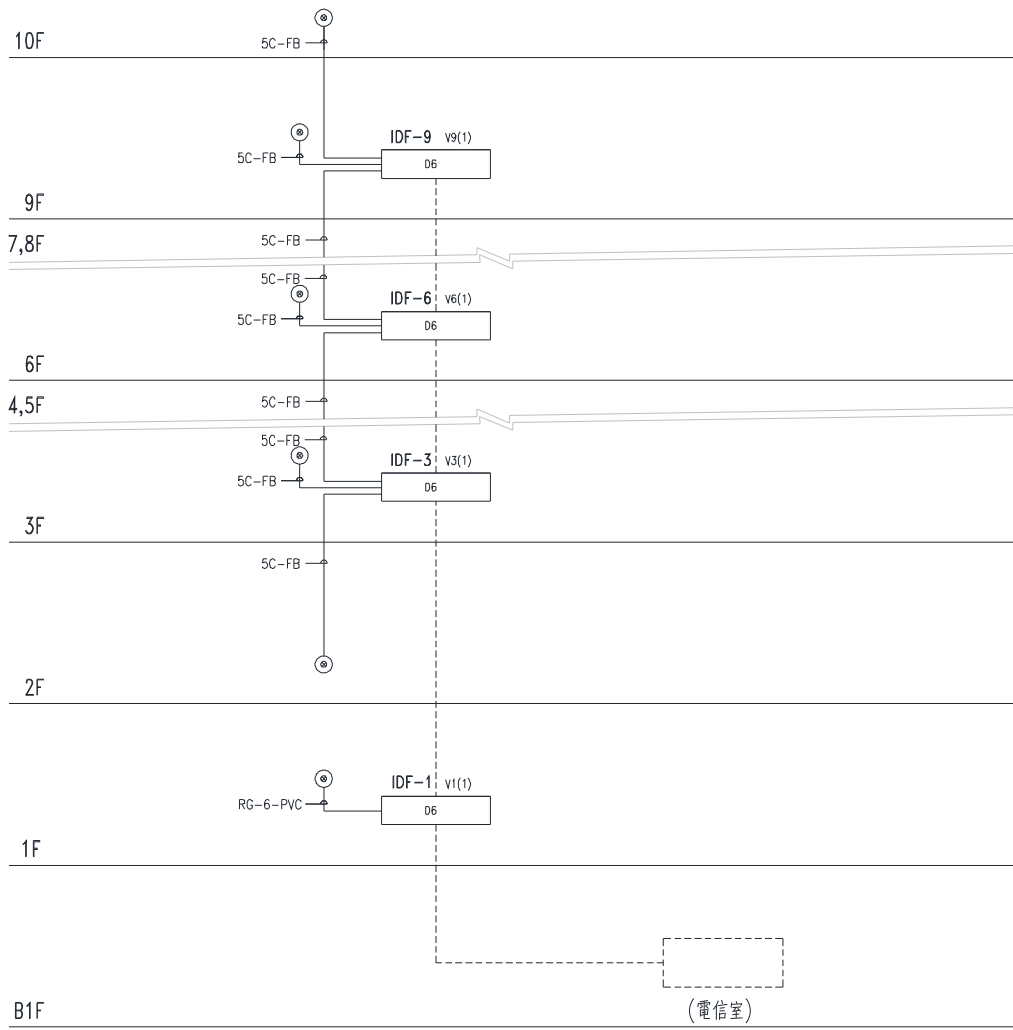 10F
5C-FB
IDF-9 V9(1)
5C-FB
D6
9F
7,8F
5C-FB
5C-FB
IDF-6 V6(1)
5C-FB
D6
6F
4,5F
5C-FB
5C-FB
IDF-3 V3(1)
5C-FB
D6
3F
5C-FB
2F
IDF-1 V1(1)
RG-6-PVC
D6
1F
(電信室)
B1F